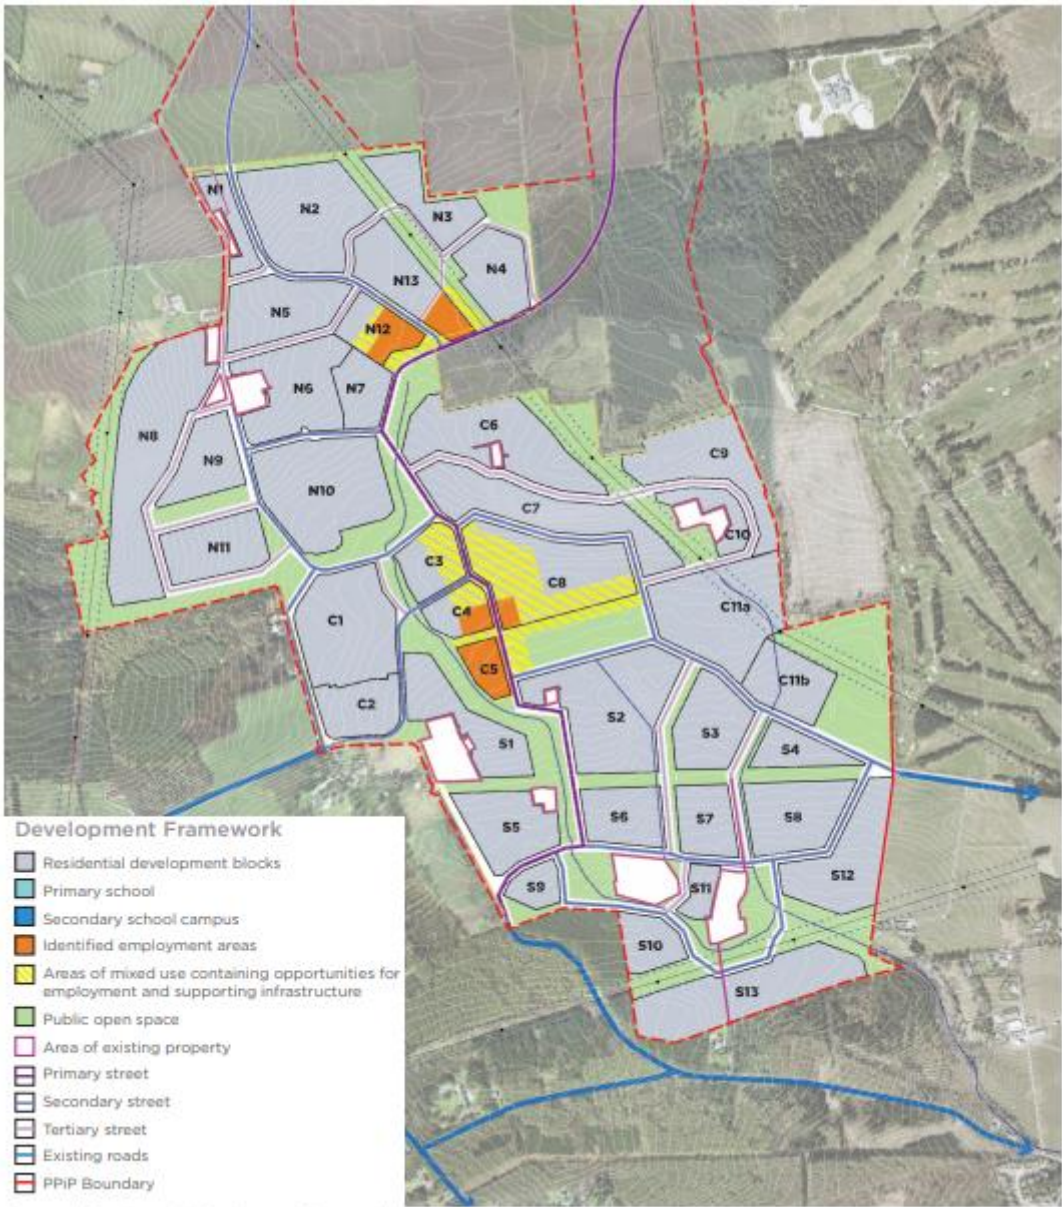 N1
N2
N3
N4
N13
N5
N12
N6
N7
C6
N8
N9
C9
N10
C7
C10
N11
C3
C8
C1
C4
C11a
C5
C11b
C2
S2
S3
S1
S4
S5
S6
S7
S8
S9
S11
S12
S10
S13
Development Framework
Residential development blocks
Primary school
Secondary school campus
Identified employment areas
Areas of mixed use containing opportunities for
employment and supporting infrastructure
Public open space
Area of existing property
Primary street
Secondary street
Tertiary street
Existing roads
PPiP Boundary